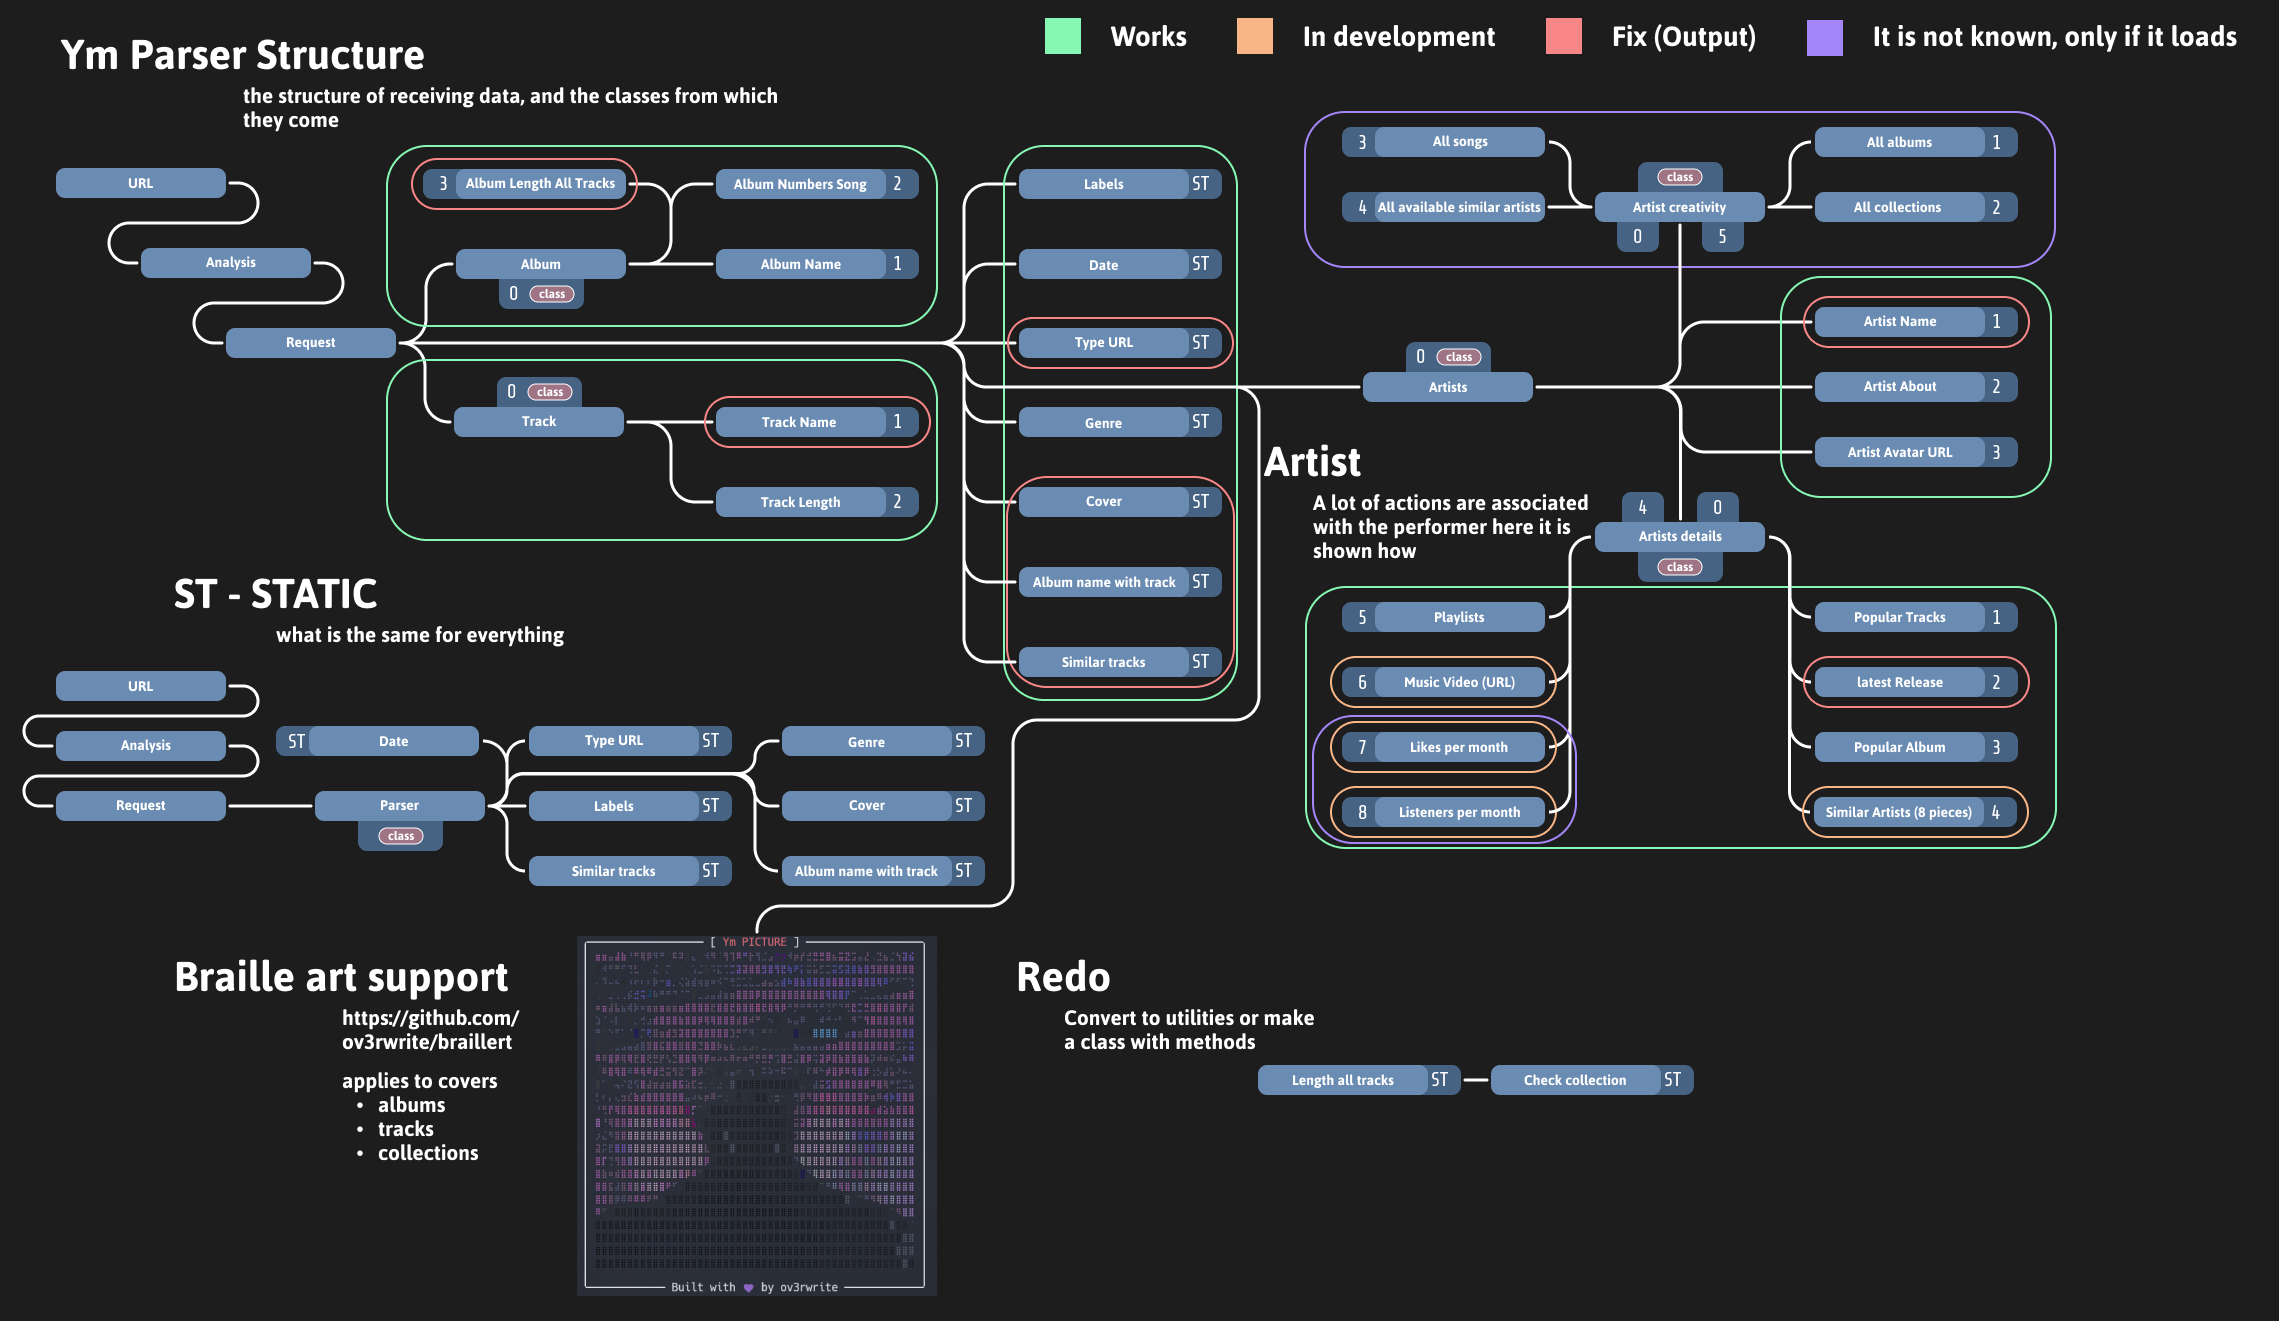 Works
In development
Fix (Output)
It is not known, only if it loads
Ym Parser Structure
the structure of receiving data, and the classes from which
they come
URL
Analysis
Request
3 Album Length All Tracks
Album Numbers Song 2
Album
Album Name 1
0 class
0 class
Track
Track Name 1
Track Length 2
Labels ST
Date ST
Type URL ST
Genre ST
Cover ST
Album name with track ST
Similar tracks ST
3 All songs
All albums 1
class
4 All available similar artists
Artist creativity
All collections 2
0 5
Artist Name 1
0 class
Artists
Artist About 2
Artist Avatar URL 3
Artist
A lot of actions are associated
with the performer here it is
shown how
4 0
Artists details
class
5 Playlists
Popular Tracks 1
6 Music Video (URL)
latest Release 2
7 Likes per month
Popular Album 3
8 Listeners per month
Similar Artists (8 pieces) 4
ST - STATIC
what is the same for everything
URL
Analysis
Request
ST Date
Type URL ST
Genre ST
Parser
class
Labels ST
Cover ST
Similar tracks ST
Album name with track ST
Braille art support
https://github.com/
ov3rwrite/braillert
applies to covers
• albums
• tracks
• collections
[ Ym PICTURE ]
Built with 💜 by ov3rwrite
Redo
Convert to utilities or make
a class with methods
Length all tracks ST
Check collection ST